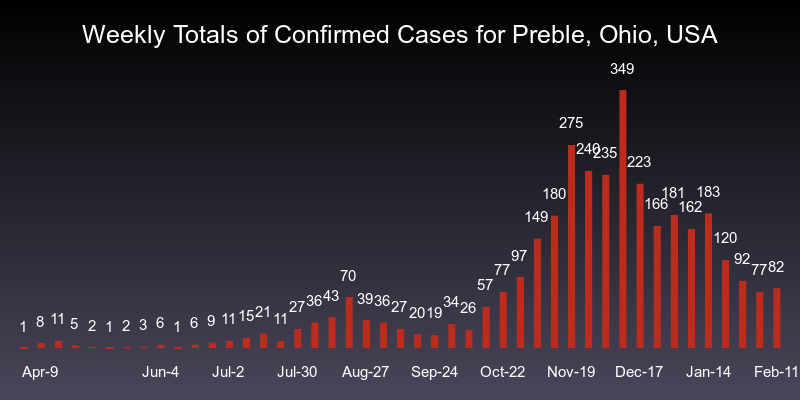 Weekly Totals of Confirmed Cases for Preble, Ohio, USA
1 8 11 5 2 1 2 3 6 1 6 9 11 15 21 11 27 36 43 70 39 36 27 20 19 34 26 57 77 97 149 180 275 240 235 349 223 166 181 162 183 120 92 77 82
Apr-9 Jun-4 Jul-2 Jul-30 Aug-27 Sep-24 Oct-22 Nov-19 Dec-17 Jan-14 Feb-11